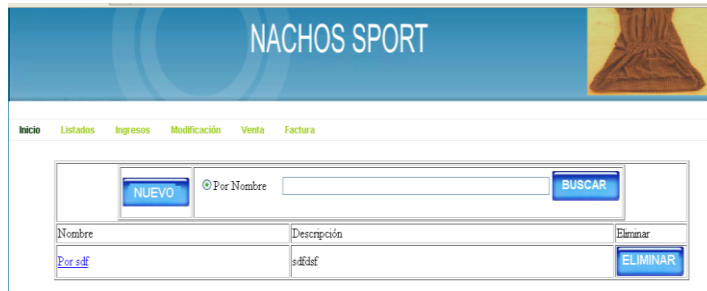 NACHOS SPORT
Inicio Listados Ingresos Modificación Venta Factura
NUEVO Por Nombre BUSCAR
Nombre Descripción Eliminar
Por sdf sdfdsf ELIMINAR